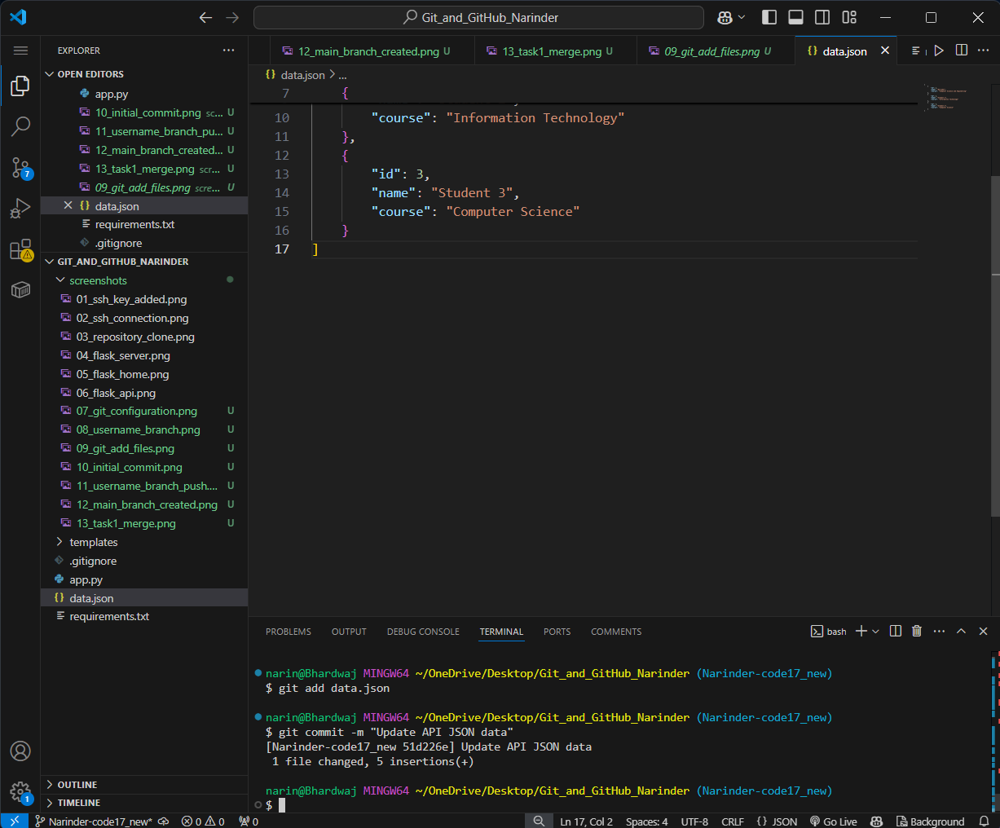 Git_and_GitHub_Narinder
EXPLORER
OPEN EDITORS
app.py
10_initial_commit.png sc... U
11_username_branch_pu... U
12_main_branch_created... U
13_task1_merge.png scr... U
09_git_add_files.png scre... U
{} data.json
requirements.txt
.gitignore
GIT_AND_GITHUB_NARINDER
screenshots
01_ssh_key_added.png
02_ssh_connection.png
03_repository_clone.png
04_flask_server.png
05_flask_home.png
06_flask_api.png
07_git_configuration.png U
08_username_branch.png U
09_git_add_files.png U
10_initial_commit.png U
11_username_branch_push.... U
12_main_branch_created.png U
13_task1_merge.png U
templates
.gitignore
app.py
{} data.json
requirements.txt
OUTLINE
TIMELINE
7
1
12_main_branch_created.png U
13_task1_merge.png U
09_git_add_files.png U
{} data.json
{} data.json > ...
7 {
10 "course": "Information Technology"
11 },
12 {
13 "id": 3,
14 "name": "Student 3",
15 "course": "Computer Science"
16 }
17 ]
PROBLEMS OUTPUT DEBUG CONSOLE TERMINAL PORTS COMMENTS
bash
narin@Bhardwaj MINGW64 ~/OneDrive/Desktop/Git_and_GitHub_Narinder (Narinder-code17_new)
$ git add data.json
narin@Bhardwaj MINGW64 ~/OneDrive/Desktop/Git_and_GitHub_Narinder (Narinder-code17_new)
$ git commit -m "Update API JSON data"
[Narinder-code17_new 51d226e] Update API JSON data
1 file changed, 5 insertions(+)
narin@Bhardwaj MINGW64 ~/OneDrive/Desktop/Git_and_GitHub_Narinder (Narinder-code17_new)
$
Narinder-code17_new* 0 0 0 Ln 17, Col 2 Spaces: 4 UTF-8 CRLF {} JSON Go Live Background